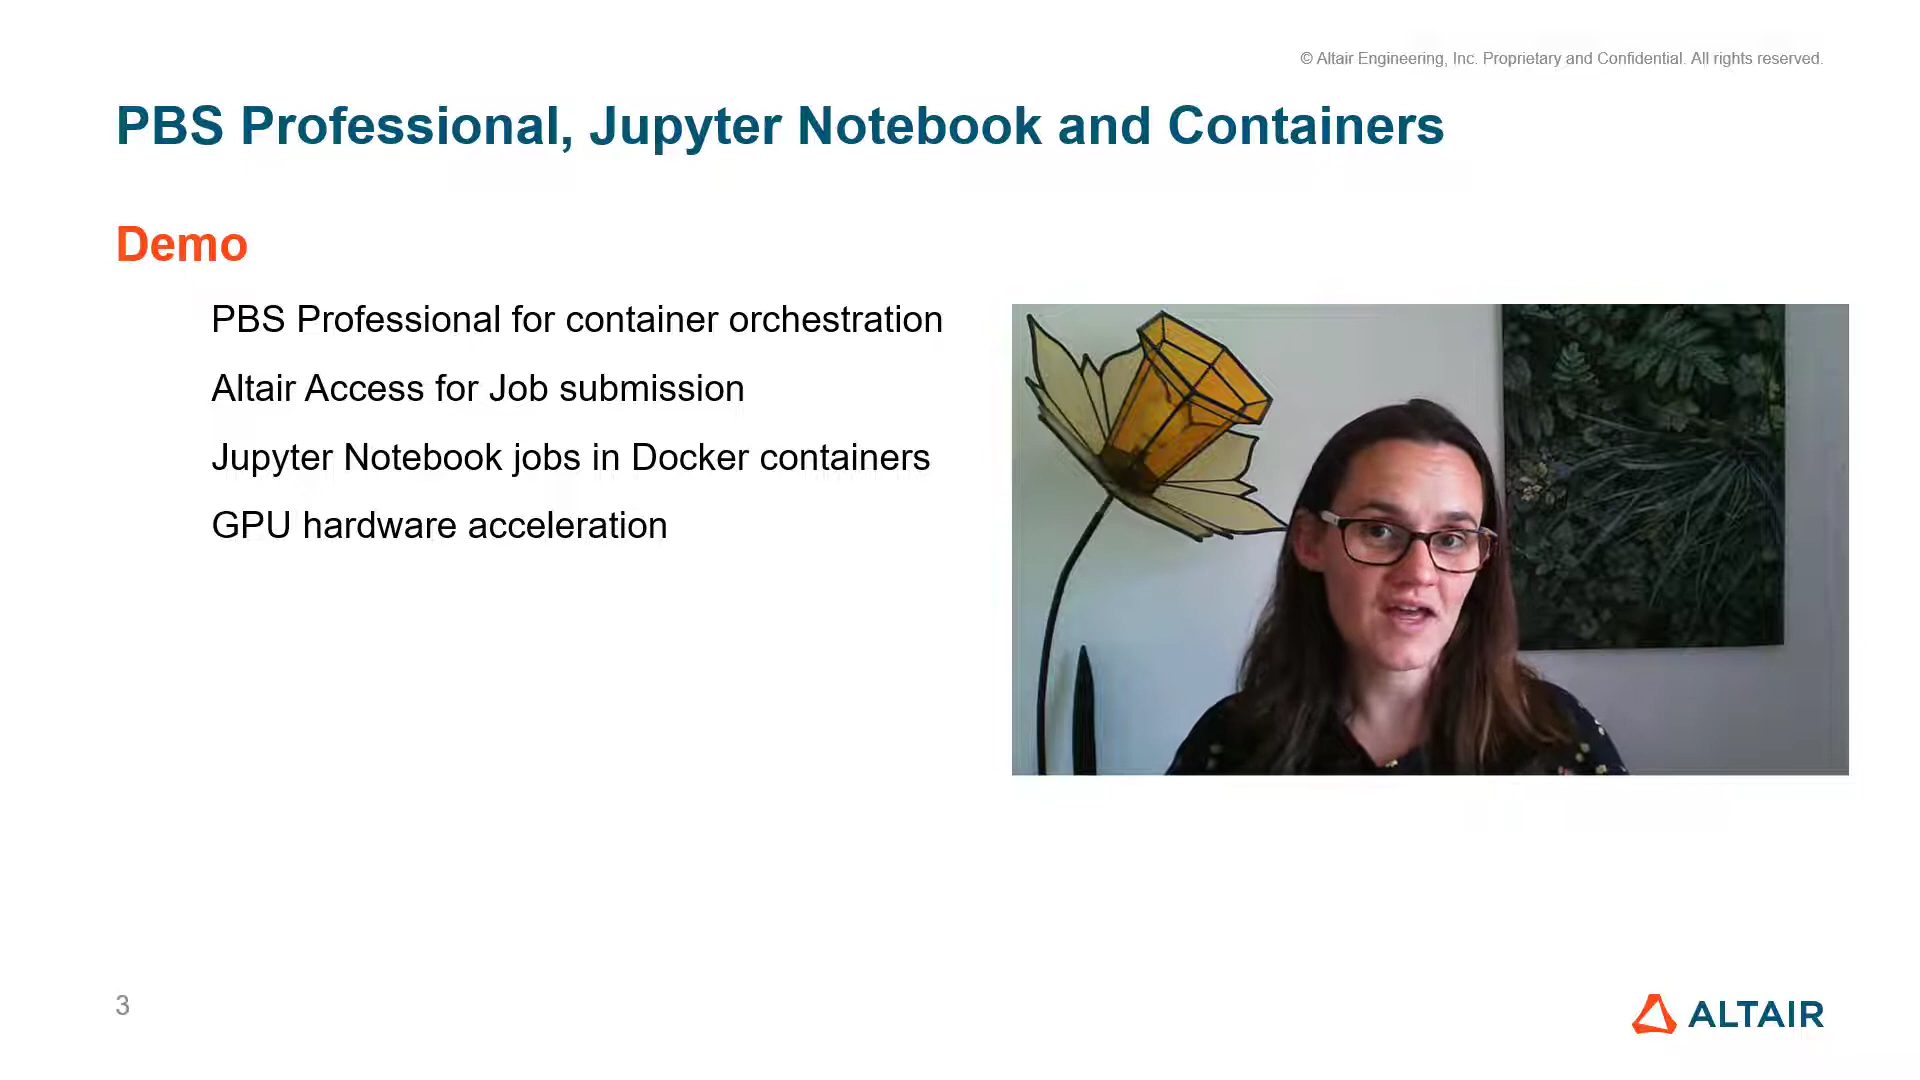 © Altair Engineering, Inc. Proprietary and Confidential. All rights reserved.
PBS Professional, Jupyter Notebook and Containers
Demo
PBS Professional for container orchestration
Altair Access for Job submission
Jupyter Notebook jobs in Docker containers
GPU hardware acceleration
3
ALTAIR